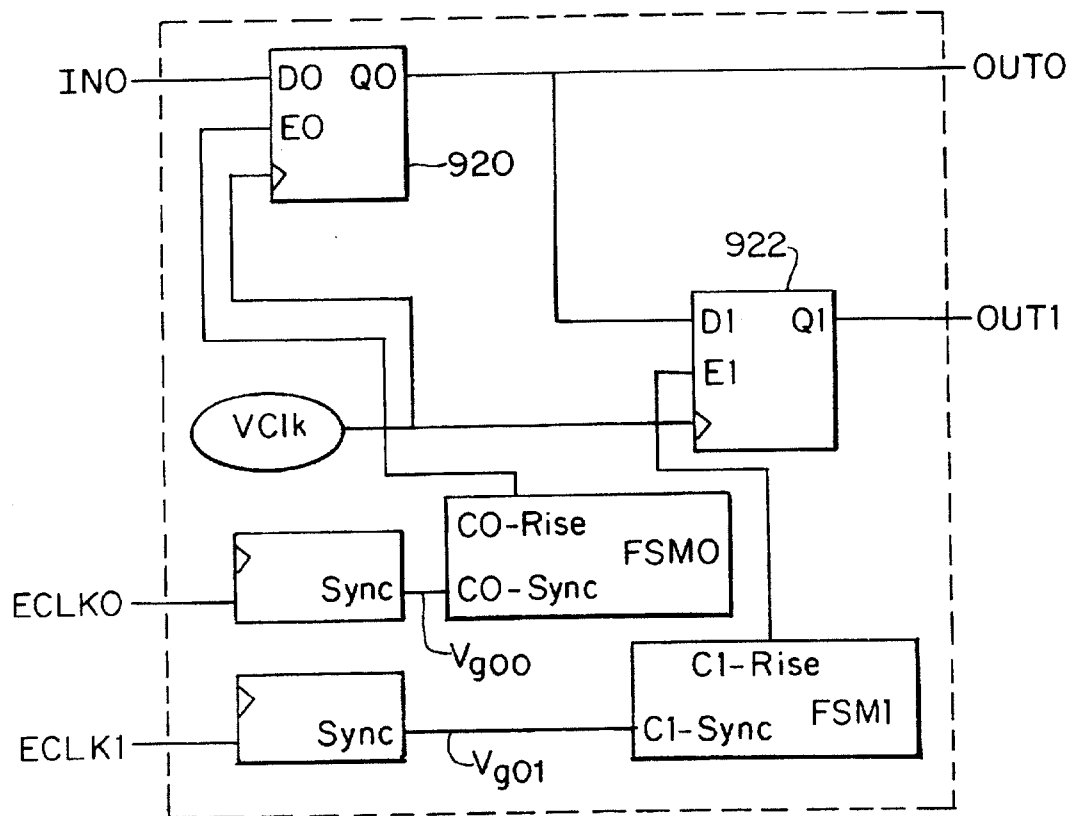 INO
DO QO
EO
920
OUTO
922
D1 Q1
E1
OUT1
VClk
CO-Rise
FSMO
CO-Sync
Sync
ECLKO
Vg00
C1-Rise
FSM1
C1-Sync
Sync
ECLK1
Vg01